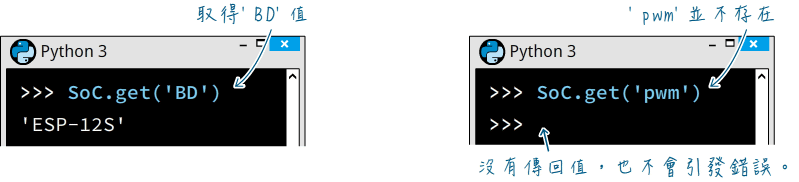 取得'BD'值
Python 3
>>> SoC.get('BD')
'ESP-12S'
'pwm'並不存在
Python 3
>>> SoC.get('pwm')
>>>
沒有傳回值，也不會引發錯誤。